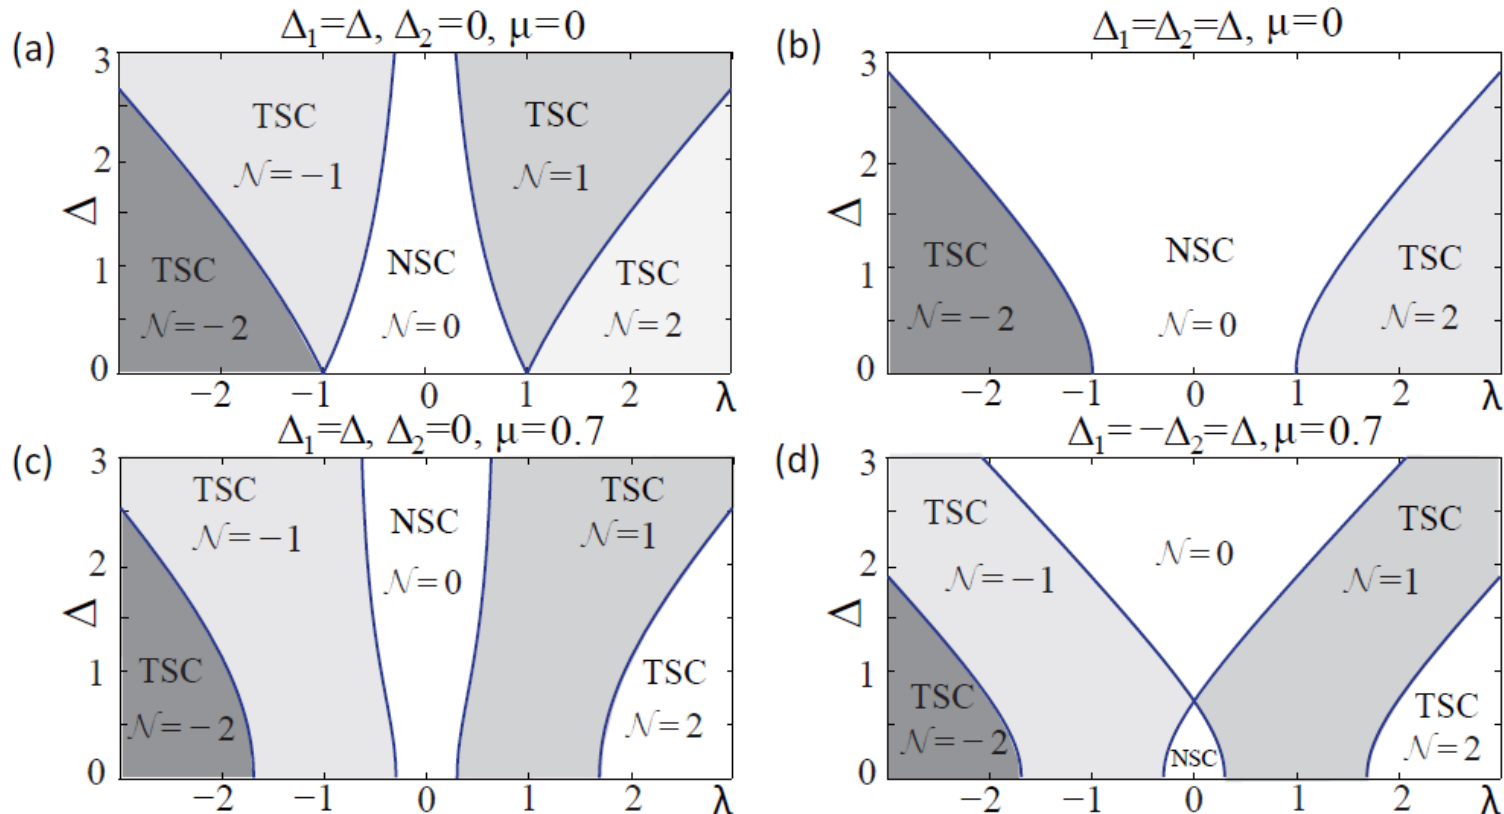 (a)
Δ₁=Δ, Δ₂=0, μ=0
3
2
1
0
Δ
TSC
𝒩=−1
TSC
𝒩=1
TSC
𝒩=−2
NSC
𝒩=0
TSC
𝒩=2
−2 −1 0 1 2 λ
(b)
Δ₁=Δ₂=Δ, μ=0
3
2
1
0
Δ
TSC
𝒩=−2
NSC
𝒩=0
TSC
𝒩=2
−2 −1 0 1 2 λ
(c)
Δ₁=Δ, Δ₂=0, μ=0.7
3
2
1
0
Δ
TSC
𝒩=−1
NSC
𝒩=0
TSC
𝒩=1
TSC
𝒩=−2
TSC
𝒩=2
−2 −1 0 1 2 λ
(d)
Δ₁=−Δ₂=Δ, μ=0.7
3
2
1
0
Δ
TSC
𝒩=−1
𝒩=0
TSC
𝒩=1
TSC
𝒩=−2
NSC
TSC
𝒩=2
−2 −1 0 1 2 λ